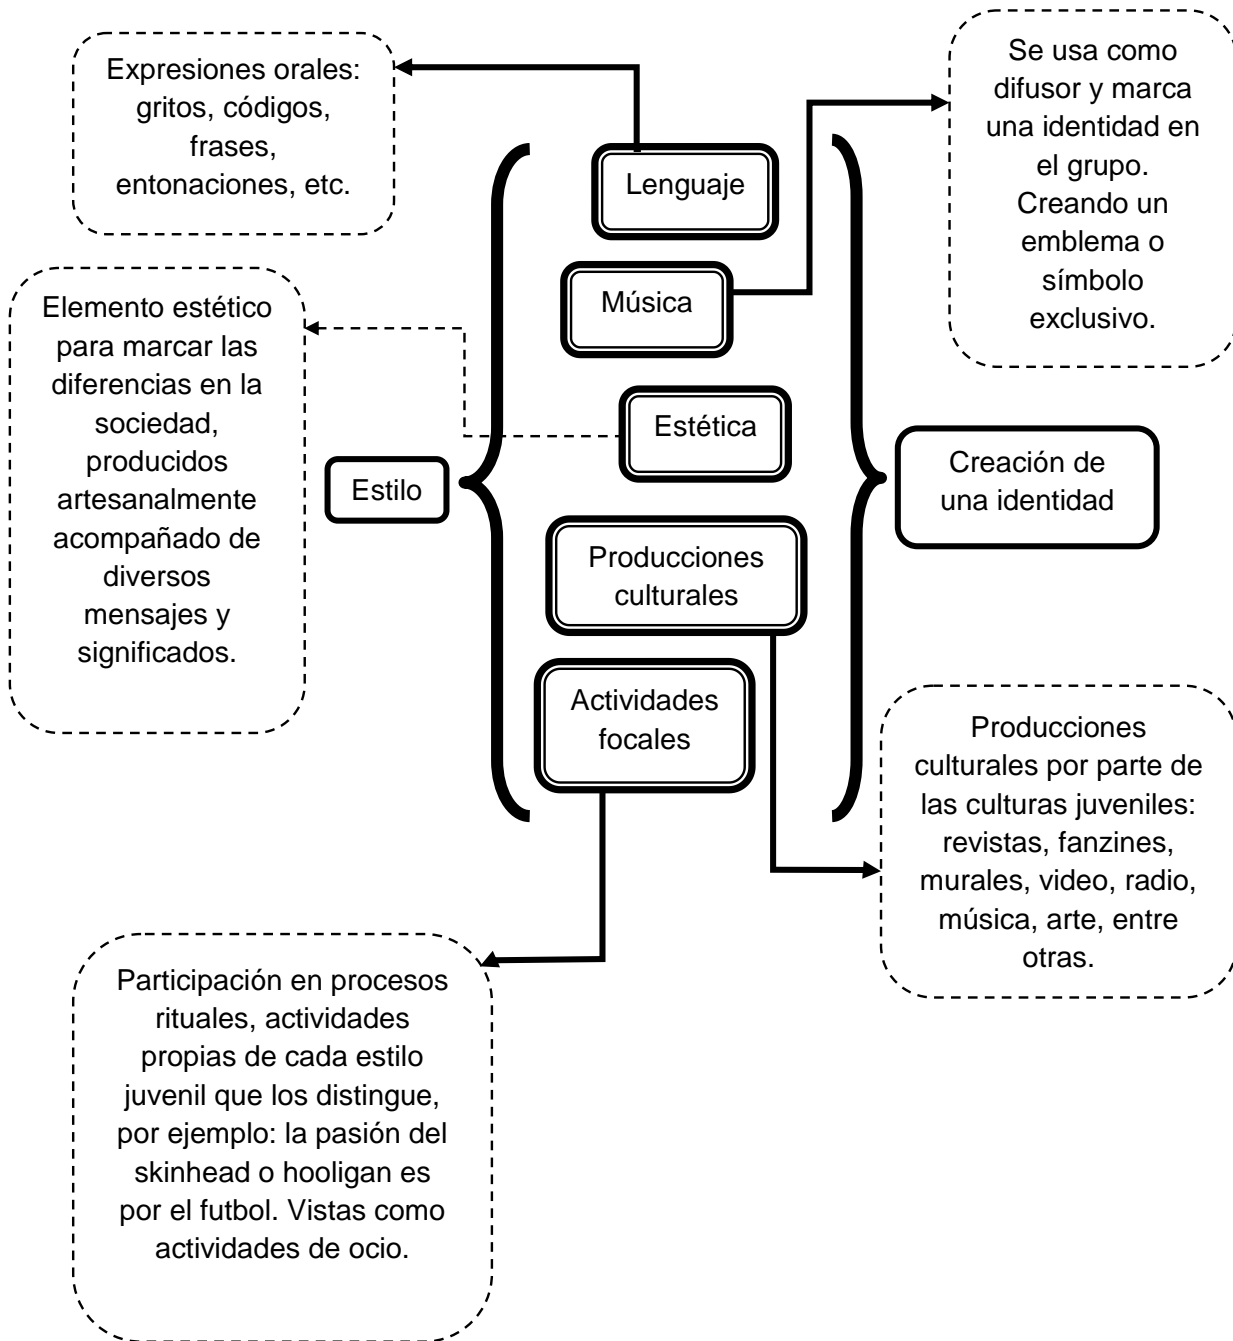 Expresiones orales:
gritos, códigos,
frases,
entonaciones, etc.
Se usa como
difusor y marca
una identidad en
el grupo.
Creando un
emblema o
símbolo
exclusivo.
Lenguaje
Música
Elemento estético
para marcar las
diferencias en la
sociedad,
producidos
artesanalmente
acompañado de
diversos
mensajes y
significados.
Estética
Estilo
Creación de
una identidad
Producciones
culturales
Actividades
focales
Producciones
culturales por parte de
las culturas juveniles:
revistas, fanzines,
murales, video, radio,
música, arte, entre
otras.
Participación en procesos
rituales, actividades
propias de cada estilo
juvenil que los distingue,
por ejemplo: la pasión del
skinhead o hooligan es
por el futbol. Vistas como
actividades de ocio.